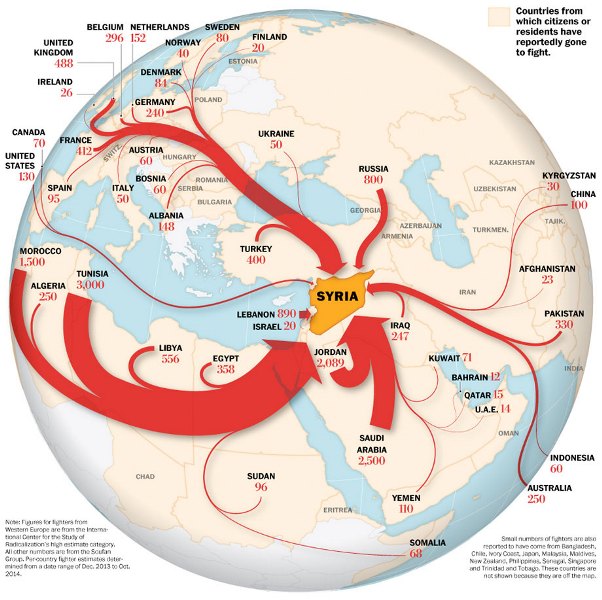 Countries from
which citizens or
residents have
reportedly gone
to fight.
BELGIUM
296
NETHERLANDS
152
SWEDEN
80
NORWAY
40
FINLAND
20
UNITED
KINGDOM
488
DENMARK
84
ESTONIA
IRELAND
26
GERMANY
240
POLAND
CANADA
70
FRANCE
412
SWITZ.
AUSTRIA
60
HUNGARY
UKRAINE
50
UNITED
STATES
130
SPAIN
95
ITALY
50
BOSNIA
60
ROMANIA
SERBIA
BULGARIA
ALBANIA
148
RUSSIA
800
GEORGIA
ARMENIA
AZERBAIJAN
KAZAKHSTAN
UZBEKISTAN
TURKMEN.
TAJIK.
KYRGYZSTAN
30
CHINA
100
MOROCCO
1,500
ALGERIA
250
TUNISIA
3,000
TURKEY
400
SYRIA
IRAN
AFGHANISTAN
23
PAKISTAN
330
LEBANON 890
ISRAEL 20
LIBYA
556
EGYPT
358
JORDAN
2,089
IRAQ
247
KUWAIT 71
BAHRAIN 12
QATAR 15
U.A.E. 14
INDIA
OMAN
SAUDI
ARABIA
2,500
CHAD
SUDAN
96
ERITREA
YEMEN
110
SOMALIA
68
INDONESIA
60
AUSTRALIA
250
Note: Figures for fighters from
Western Europe are from the Interna-
tional Center for the Study of
Radicalization's high estimate category.
All other numbers are from the Soufan
Group. Per-country fighter estimates deter-
mined from a date range of Dec. 2013 to Oct.
2014.
Small numbers of fighters are also
reported to have come from Bangladesh,
Chile, Ivory Coast, Japan, Malaysia, Maldives,
New Zealand, Philippines, Senegal, Singapore
and Trinidad and Tobago. These countries are
not shown because they are off the map.